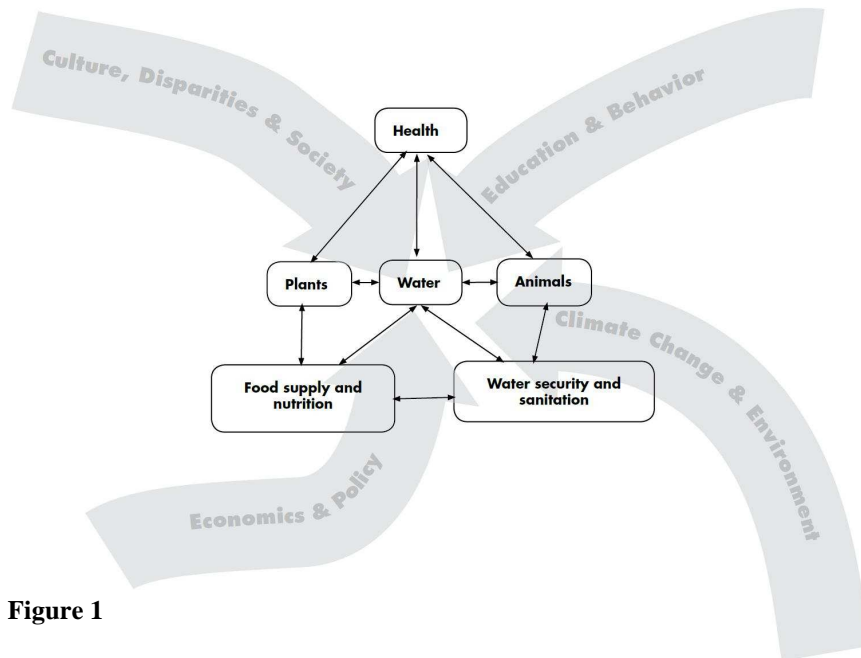 Culture, Disparities & Society
Education & Behavior
Health
Plants
Water
Animals
Climate Change & Environment
Food supply and
nutrition
Water security and
sanitation
Economics & Policy
Figure 1